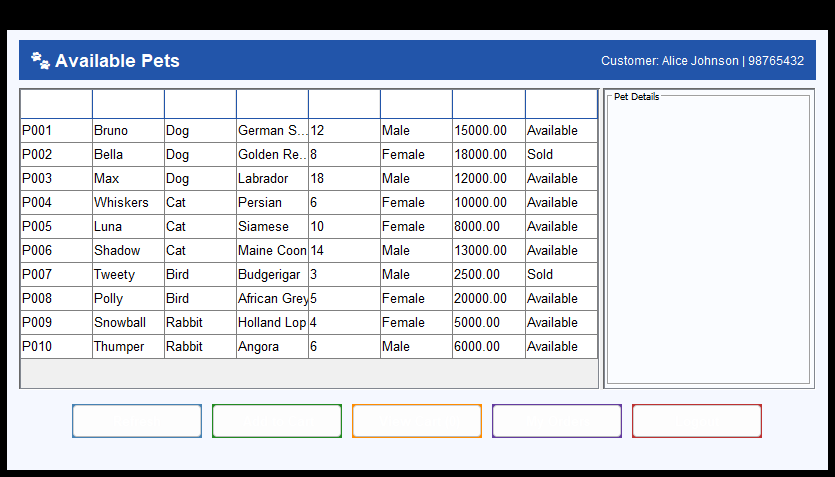 Available Pets
Customer: Alice Johnson | 98765432
Pet Details
P001 Bruno Dog German S... 12 Male 15000.00 Available
P002 Bella Dog Golden Re... 8 Female 18000.00 Sold
P003 Max Dog Labrador 18 Male 12000.00 Available
P004 Whiskers Cat Persian 6 Female 10000.00 Available
P005 Luna Cat Siamese 10 Female 8000.00 Available
P006 Shadow Cat Maine Coon 14 Male 13000.00 Available
P007 Tweety Bird Budgerigar 3 Male 2500.00 Sold
P008 Polly Bird African Grey 5 Female 20000.00 Available
P009 Snowball Rabbit Holland Lop 4 Female 5000.00 Available
P010 Thumper Rabbit Angora 6 Male 6000.00 Available